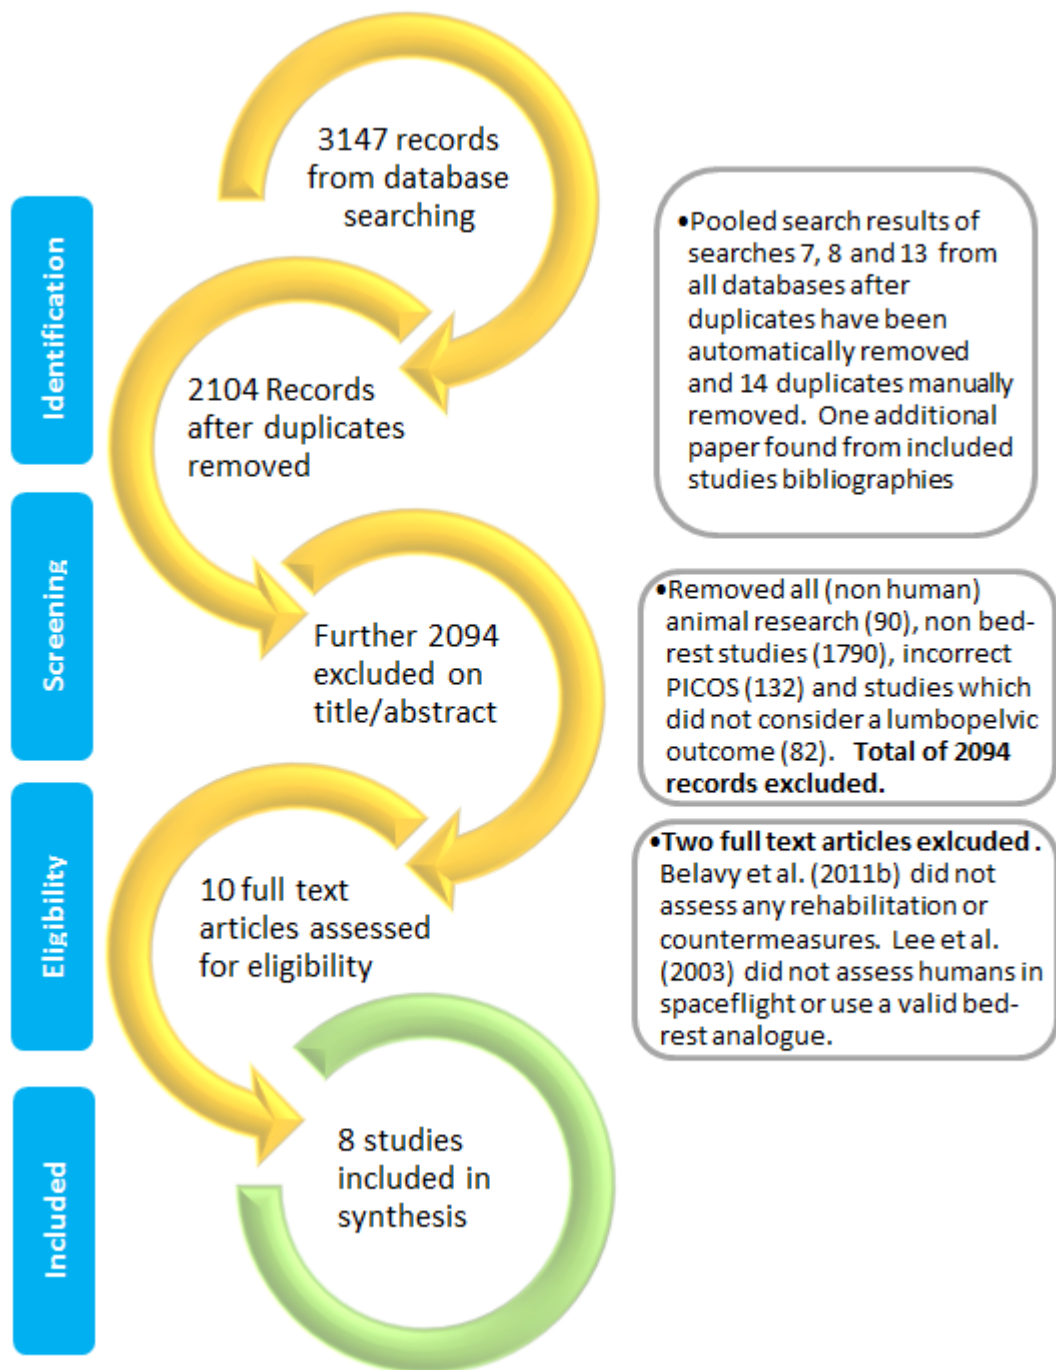 Identification
3147 records
from database
searching
2104 Records
after duplicates
removed
•Pooled search results of
searches 7, 8 and 13 from
all databases after
duplicates have been
automatically removed
and 14 duplicates manually
removed. One additional
paper found from included
studies bibliographies
Screening
Further 2094
excluded on
title/abstract
•Removed all (non human)
animal research (90), non bed-
rest studies (1790), incorrect
PICOS (132) and studies which
did not consider a lumbopelvic
outcome (82). Total of 2094
records excluded.
Eligibility
10 full text
articles assessed
for eligibility
•Two full text articles exlcuded .
Belavy et al. (2011b) did not
assess any rehabilitation or
countermeasures. Lee et al.
(2003) did not assess humans in
spaceflight or use a valid bed-
rest analogue.
Included
8 studies
included in
synthesis